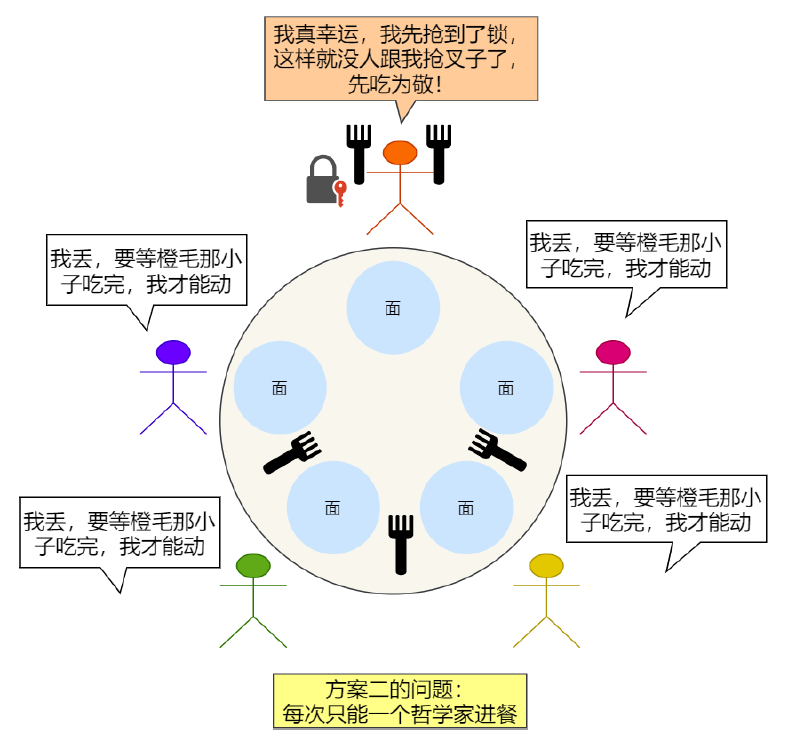 我真幸运，我先抢到了锁，
这样就没人跟我抢叉子了，
先吃为敬！
我丢，要等橙毛那小
子吃完，我才能动
我丢，要等橙毛那小
子吃完，我才能动
面
面
面
我丢，要等橙毛那小
子吃完，我才能动
我丢，要等橙毛那小
子吃完，我才能动
面
面
方案二的问题：
每次只能一个哲学家进餐